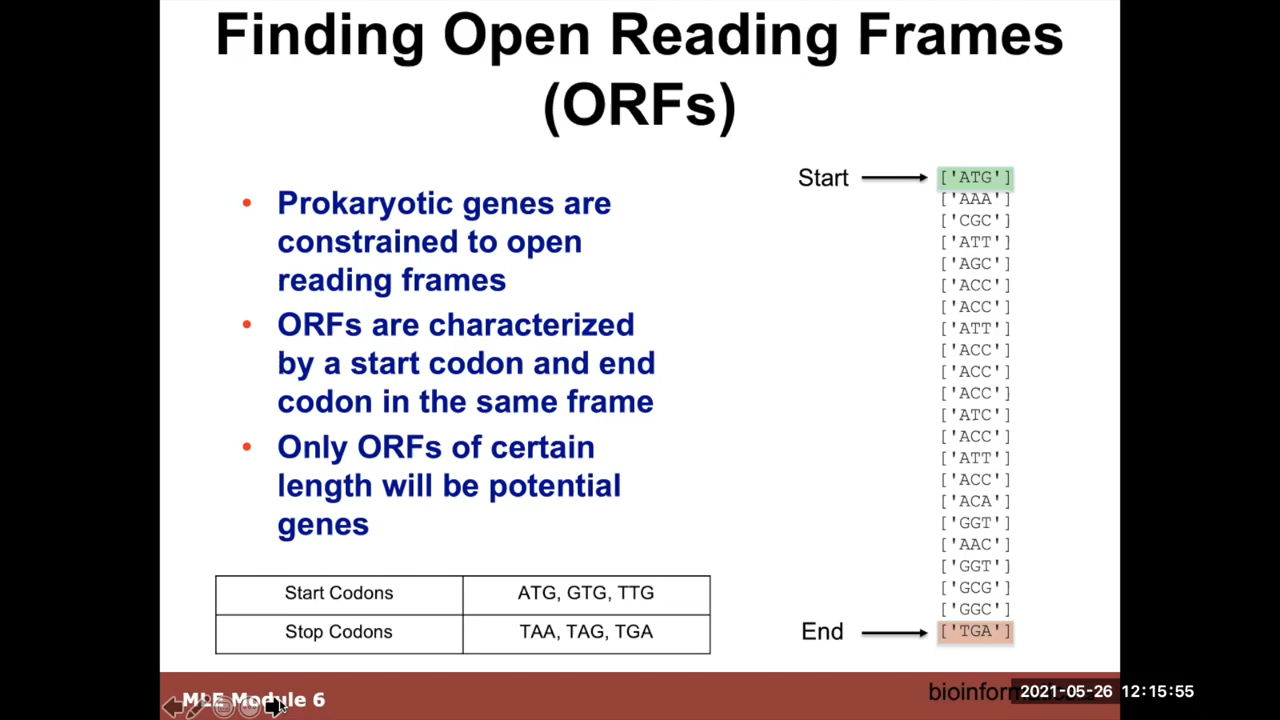 Finding Open Reading Frames
(ORFs)
• Prokaryotic genes are
constrained to open
reading frames
• ORFs are characterized
by a start codon and end
codon in the same frame
• Only ORFs of certain
length will be potential
genes
Start Codons ATG, GTG, TTG
Stop Codons TAA, TAG, TGA
Start
['ATG']
['AAA']
['CGC']
['ATT']
['AGC']
['ACC']
['ACC']
['ATT']
['ACC']
['ACC']
['ACC']
['ATC']
['ACC']
['ATT']
['ACC']
['ACA']
['GGT']
['AAC']
['GGT']
['GCG']
['GGC']
End
['TGA']
MLE Module 6
2021-05-26 12:15:55